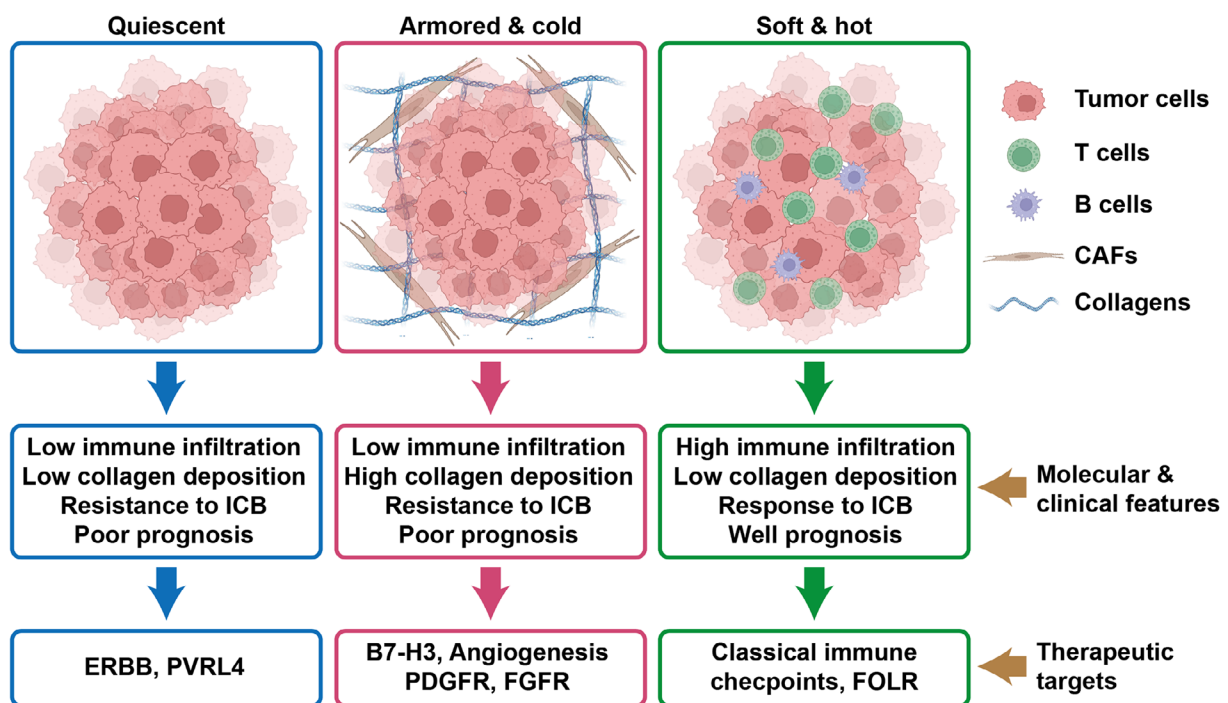 Quiescent
Armored & cold
Soft & hot
Tumor cells
T cells
B cells
CAFs
Collagens
Low immune infiltration
Low collagen deposition
Resistance to ICB
Poor prognosis
Low immune infiltration
High collagen deposition
Resistance to ICB
Poor prognosis
High immune infiltration
Low collagen deposition
Response to ICB
Well prognosis
Molecular &
clinical features
ERBB, PVRL4
B7-H3, Angiogenesis
PDGFR, FGFR
Classical immune
checpoints, FOLR
Therapeutic
targets